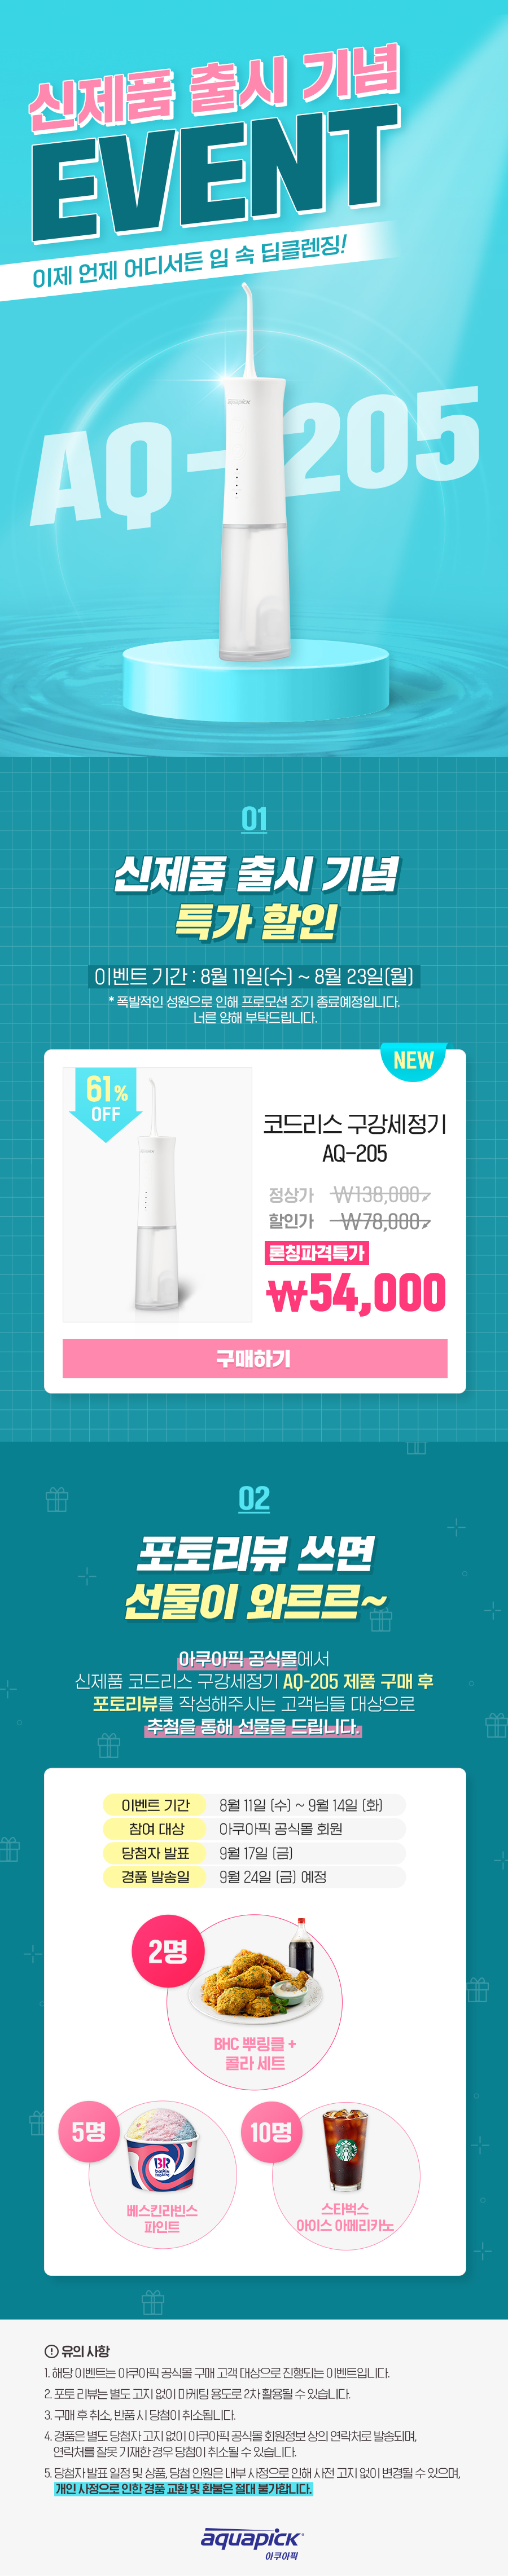 신제품 출시 기념
EVENT
이제 언제 어디서든 입 속 딥클렌징!
aquapick
AQ-205
01
신제품 출시 기념
특가 할인
이벤트 기간 : 8월 11일(수) ~ 8월 23일(월)
* 폭발적인 성원으로 인해 프로모션 조기 종료예정입니다.
너른 양해 부탁드립니다.
NEW
61%
OFF
코드리스 구강세정기
AQ-205
정상가 ₩138,000
할인가 ₩78,000
론칭파격특가
₩54,000
구매하기
02
포토리뷰 쓰면
선물이 와르르~
아쿠아픽 공식몰에서
신제품 코드리스 구강세정기 AQ-205 제품 구매 후
포토리뷰를 작성해주시는 고객님들 대상으로
추첨을 통해 선물을 드립니다.
이벤트 기간 8월 11일 (수) ~ 9월 14일 (화)
참여 대상 아쿠아픽 공식몰 회원
당첨자 발표 9월 17일 (금)
경품 발송일 9월 24일 (금) 예정
2명
BHC 뿌링클 +
콜라 세트
5명
BR
baskin robbins
베스킨라빈스
파인트
10명
스타벅스
아이스 아메리카노
유의 사항
1. 해당 이벤트는 아쿠아픽 공식몰 구매 고객 대상으로 진행되는 이벤트입니다.
2. 포토 리뷰는 별도 고지 없이 마케팅 용도로 2차 활용될 수 있습니다.
3. 구매 후 취소, 반품 시 당첨이 취소됩니다.
4. 경품은 별도 당첨자 고지 없이 아쿠아픽 공식몰 회원정보 상의 연락처로 발송되며,
연락처를 잘못 기재한 경우 당첨이 취소될 수 있습니다.
5. 당첨자 발표 일정 및 상품, 당첨 인원은 내부 사정으로 인해 사전 고지 없이 변경될 수 있으며,
개인 사정으로 인한 경품 교환 및 환불은 절대 불가합니다.
aquapick
아쿠아픽